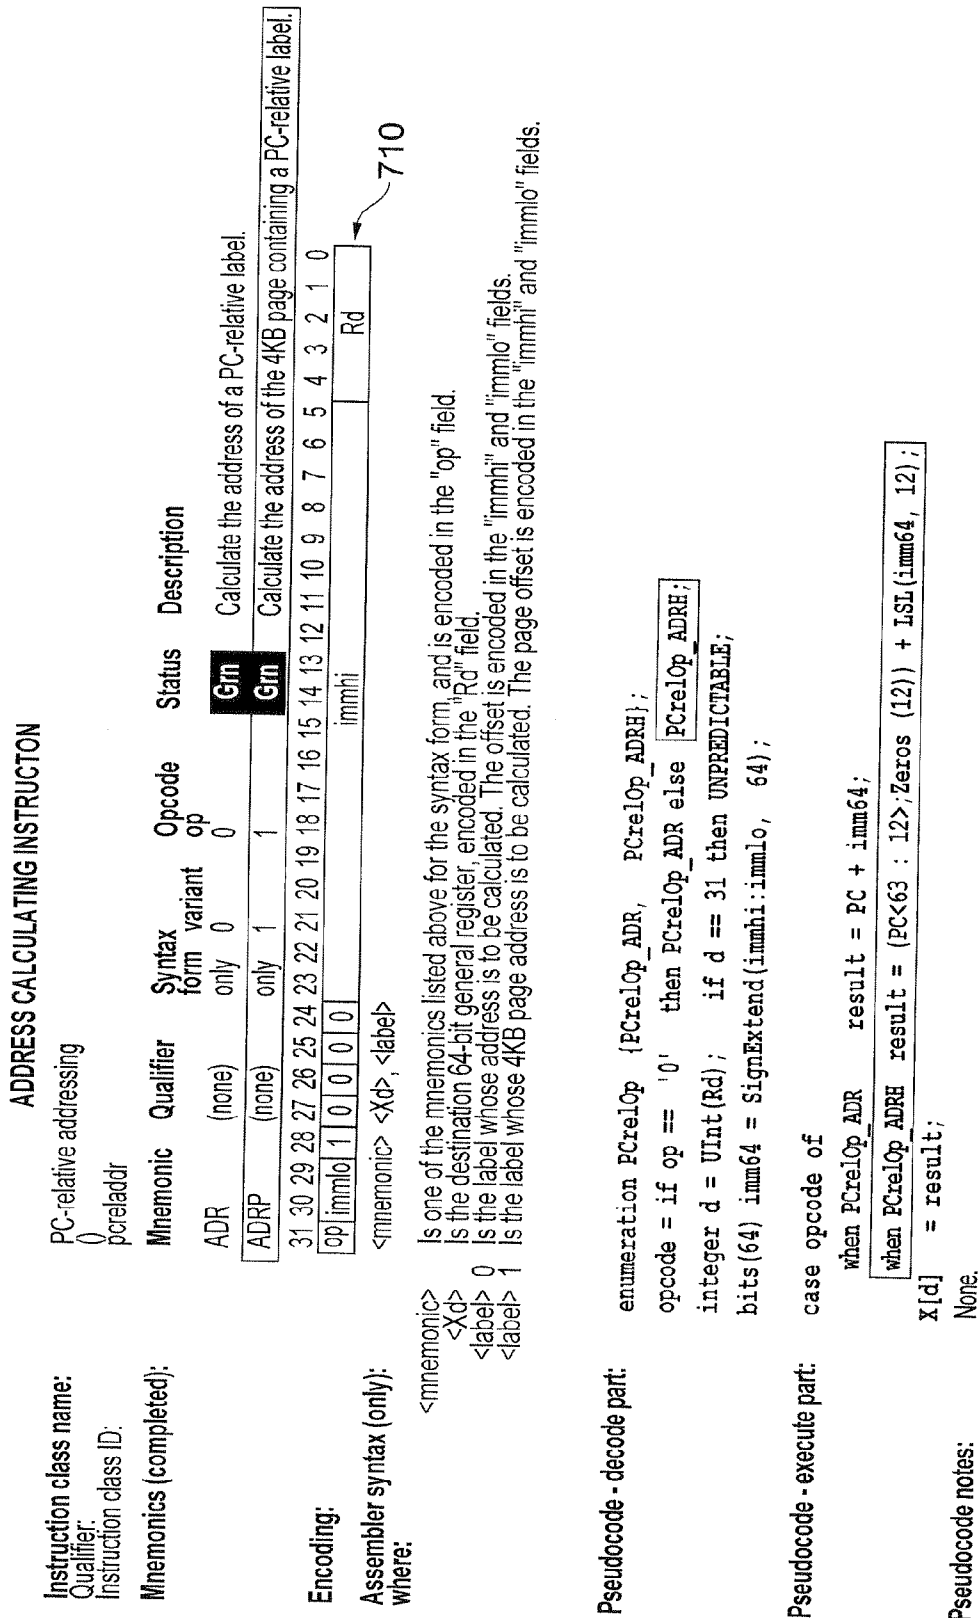 ADDRESS CALCULATING INSTRUCTON
Instruction class name: PC-relative addressing
Qualifier: ()
Instruction class ID: pcreladdr
Mnemonics (completed): Mnemonic Qualifier Syntax form variant Opcode op Status Description
ADR (none) only 0 0 Grn Calculate the address of a PC-relative label.
ADRP (none) only 1 1 Grn Calculate the address of the 4KB page containing a PC-relative label.
Encoding: 31 30 29 28 27 26 25 24 23 22 21 20 19 18 17 16 15 14 13 12 11 10 9 8 7 6 5 4 3 2 1 0
op immlo 1 0 0 0 0 immhi Rd
710
Assembler syntax (only): <mnemonic> <Xd>, <label>
where:
<mnemonic> Is one of the mnemonics listed above for the syntax form, and is encoded in the "op" field.
<Xd> Is the destination 64-bit general register, encoded in the "Rd" field.
<label> 0 Is the label whose address is to be calculated. The offset is encoded in the "immhi" and "immlo" fields.
<label> 1 Is the label whose 4KB page address is to be calculated. The page offset is encoded in the "immhi" and "immlo" fields.
Pseudocode - decode part: enumeration PCrelOp {PCrelOp_ADR, PCrelOp_ADRH};
opcode = if op == '0' then PCrelOp_ADR else PCrelOp_ADRH;
integer d = UInt(Rd); if d == 31 then UNPREDICTABLE;
bits(64) imm64 = SignExtend(immhi:immlo, 64);
Pseudocode - execute part: case opcode of
when PCrelOp_ADR result = PC + imm64;
when PCrelOp_ADRH result = (PC<63 : 12>;Zeros (12)) + LSL(imm64, 12);
X[d] = result;
Pseudocode notes: None.